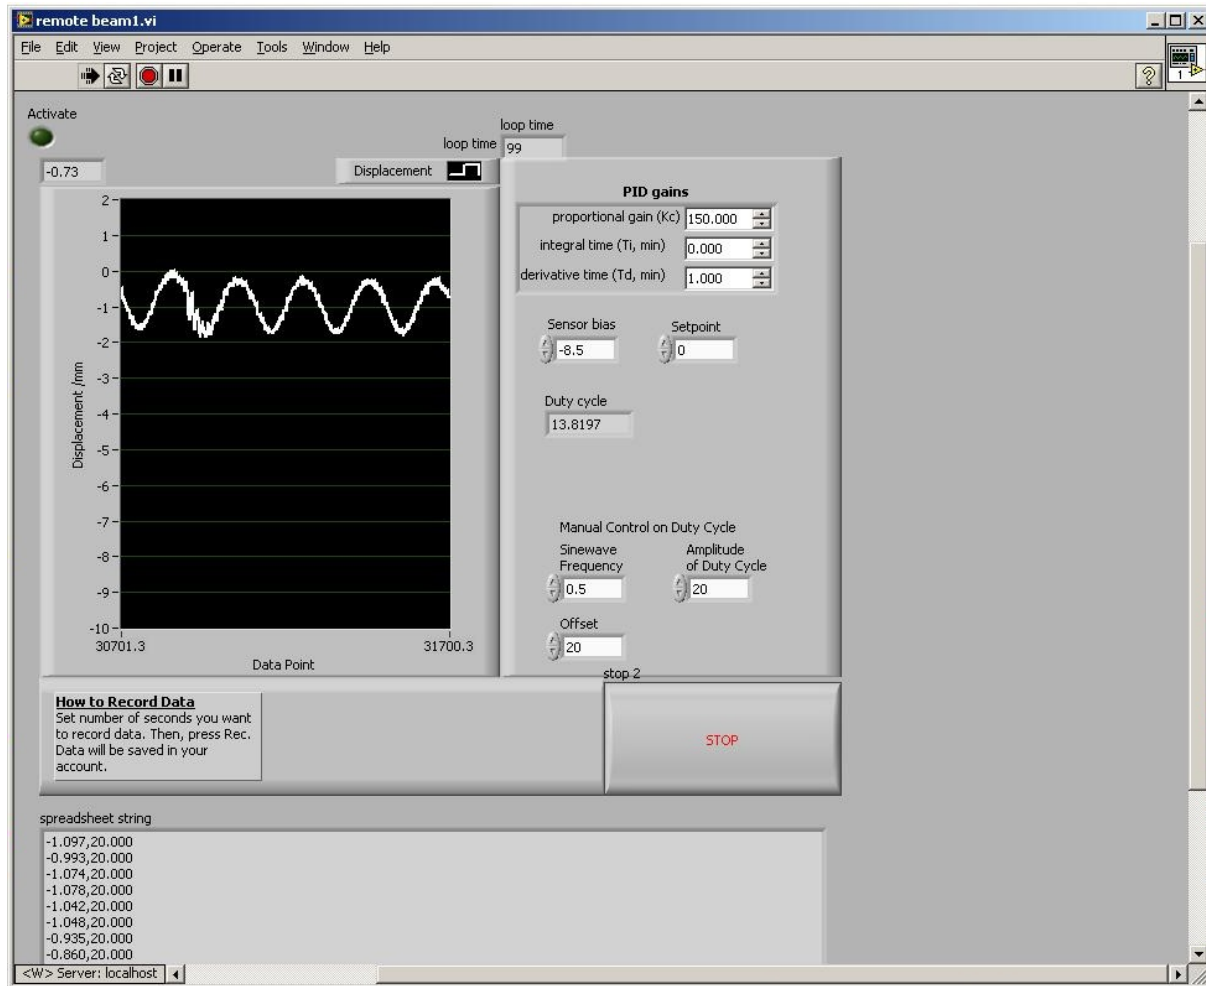 remote beam1.vi
File Edit View Project Operate Tools Window Help
1
Activate
loop time
loop time 99
-0.73
Displacement
2
1
0
-1
-2
-3
-4
-5
-6
-7
-8
-9
-10
Displacement /mm
30701.3 31700.3
Data Point
PID gains
proportional gain (Kc) 150.000
integral time (Ti, min) 0.000
derivative time (Td, min) 1.000
Sensor bias Setpoint
-8.5 0
Duty cycle
13.8197
Manual Control on Duty Cycle
Sinewave Amplitude
Frequency of Duty Cycle
0.5 20
Offset
20
stop 2
How to Record Data
Set number of seconds you want
to record data. Then, press Rec.
Data will be saved in your
account.
STOP
spreadsheet string
-1.097,20.000
-0.993,20.000
-1.074,20.000
-1.078,20.000
-1.042,20.000
-1.048,20.000
-0.935,20.000
-0.860,20.000
<W> Server: localhost